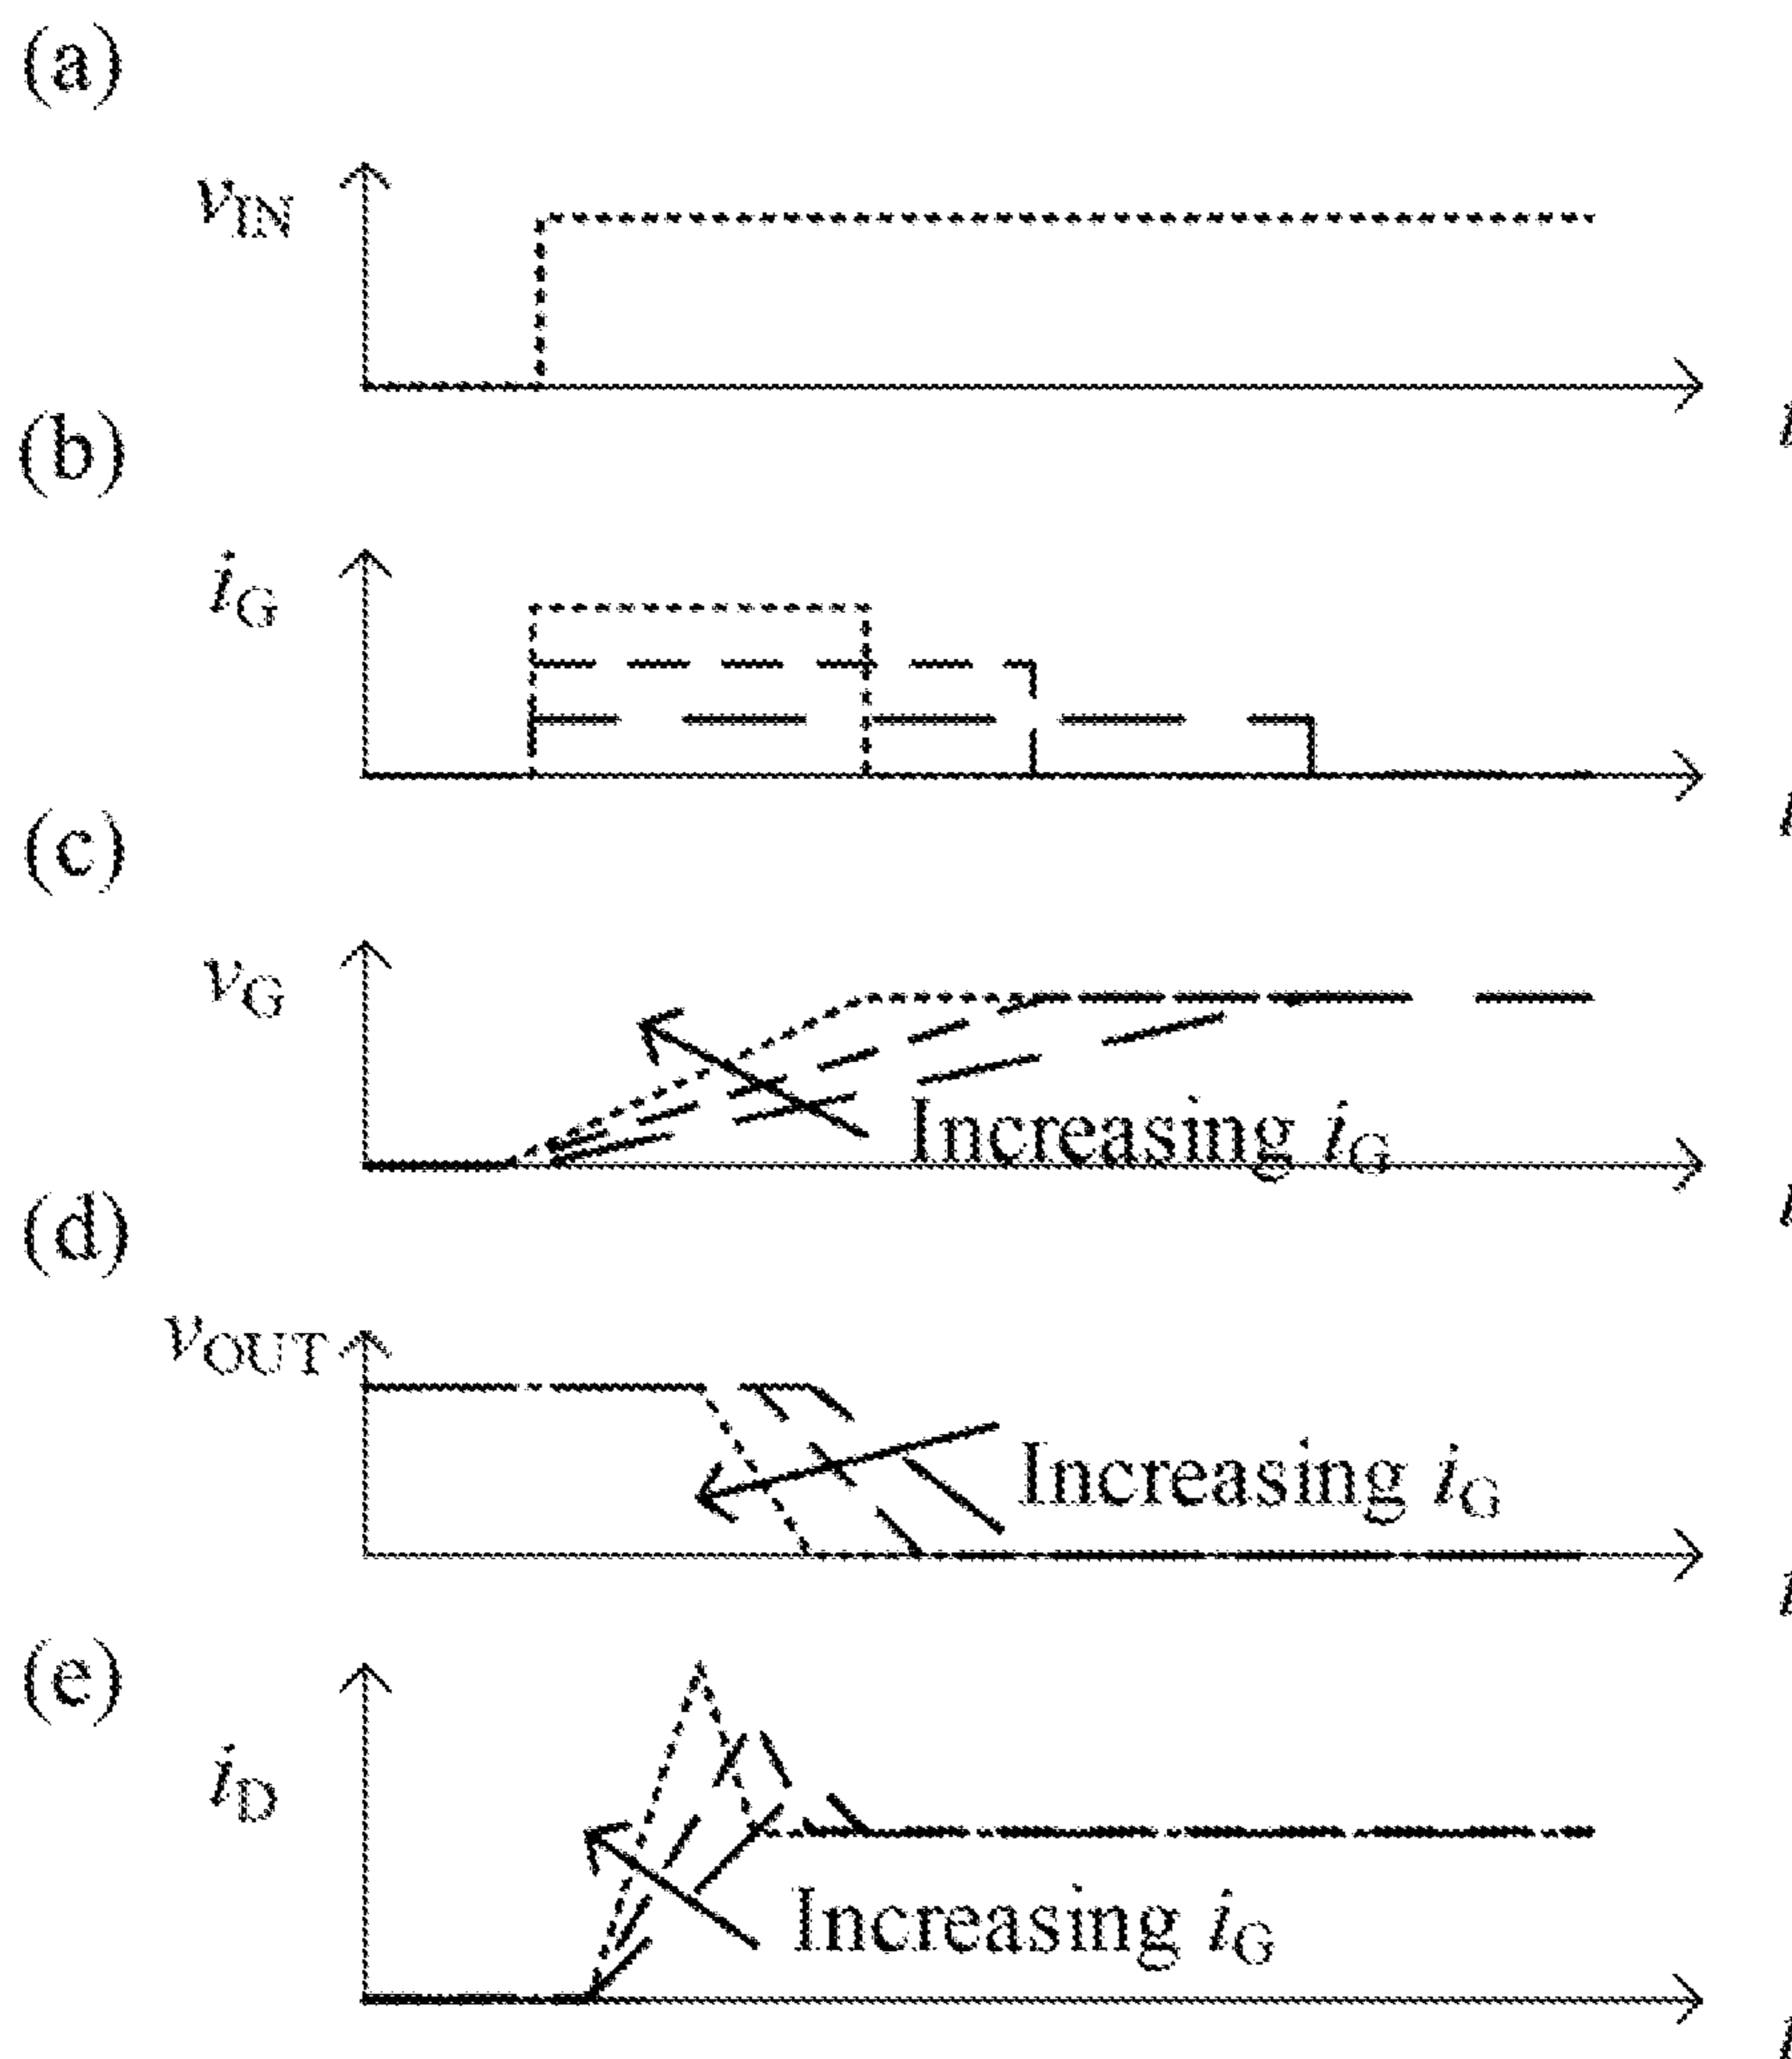 (a)
vIN
(b)
iG
(c)
vG
Increasing iG
(d)
vOUT
Increasing iG
(e)
iD
Increasing iG